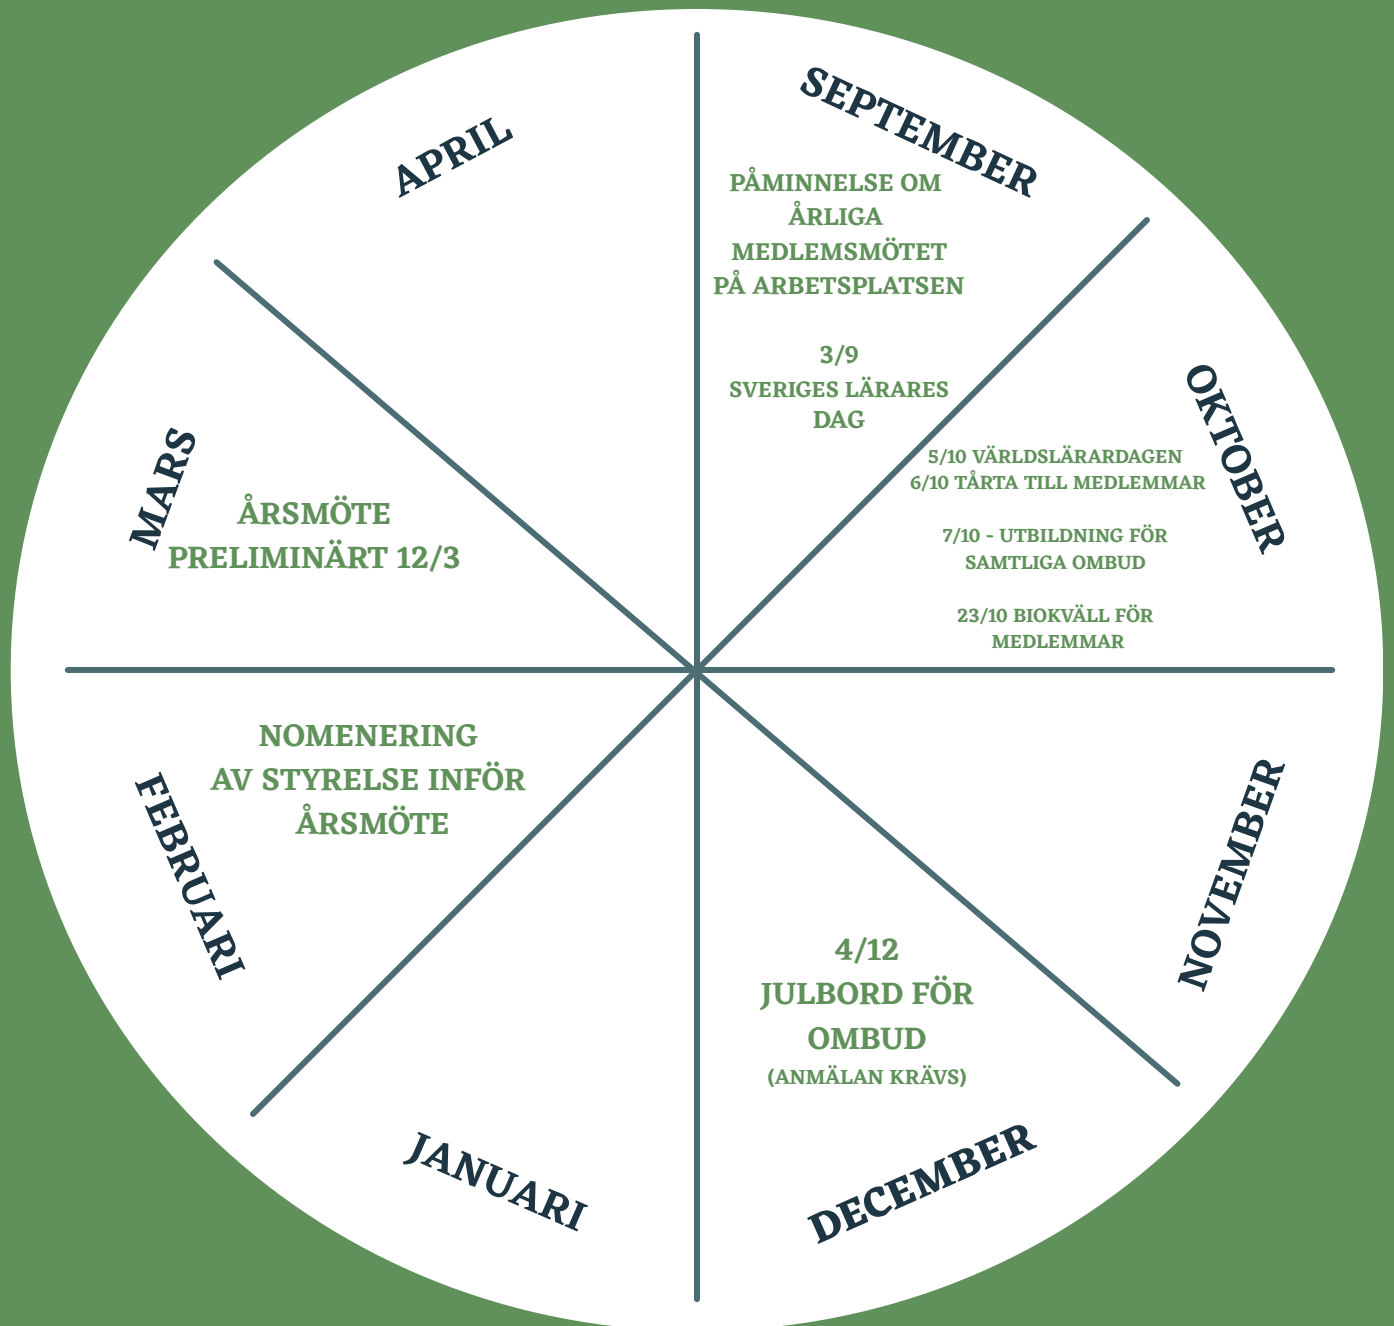 SEPTEMBER
PÅMINNELSE OM
ÅRLIGA
MEDLEMSMÖTET
PÅ ARBETSPLATSEN
3/9
SVERIGES LÄRARES
DAG
OKTOBER
5/10 VÄRLDSLÄRARDAGEN
6/10 TÅRTA TILL MEDLEMMAR
7/10 - UTBILDNING FÖR
SAMTLIGA OMBUD
23/10 BIOKVÄLL FÖR
MEDLEMMAR
NOVEMBER
4/12
JULBORD FÖR
OMBUD
(ANMÄLAN KRÄVS)
DECEMBER
JANUARI
FEBRUARI
NOMENERING
AV STYRELSE INFÖR
ÅRSMÖTE
MARS
ÅRSMÖTE
PRELIMINÄRT 12/3
APRIL